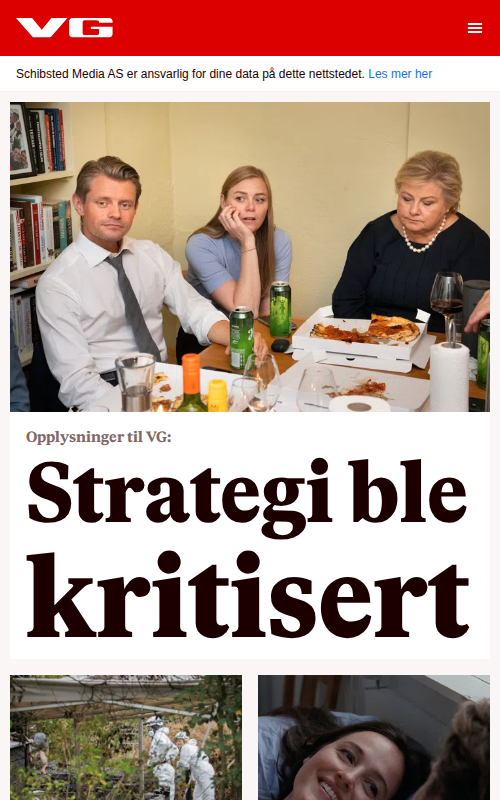 VG
Schibsted Media AS er ansvarlig for dine data på dette nettstedet. Les mer her
Opplysninger til VG:
Strategi ble
kritisert